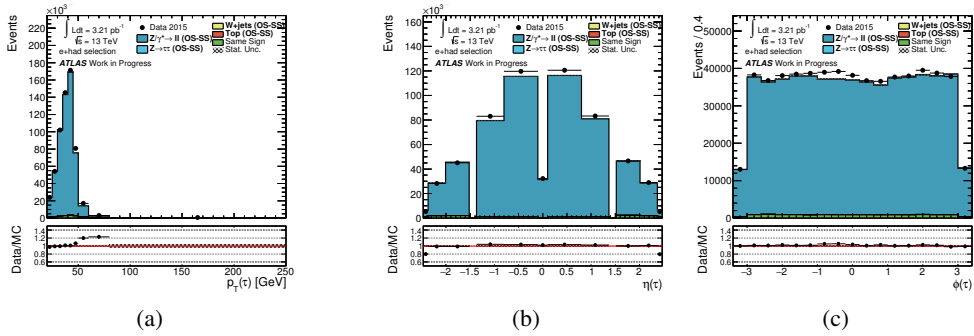 ×10³
Events
220
200
180
160
140
120
100
80
60
40
20
0
∫ Ldt = 3.21 pb⁻¹
√s = 13 TeV
e+had selection
ATLAS Work in Progress
Data 2015
Z/γ*→ ll (OS-SS)
Z→ττ (OS-SS)
W+jets (OS-SS)
Top (OS-SS)
Same Sign
Stat. Unc.
Data/MC
1.4
1.2
1
0.8
0.6
50 100 150 200 250
p_T(τ) [GeV]
(a)
×10³
Events
160
140
120
100
80
60
40
20
0
∫ Ldt = 3.21 pb⁻¹
√s = 13 TeV
e+had selection
ATLAS Work in Progress
Data 2015
Z/γ*→ ll (OS-SS)
Z→ττ (OS-SS)
W+jets (OS-SS)
Top (OS-SS)
Same Sign
Stat. Unc.
Data/MC
1.4
1.2
1
0.8
0.6
−2 −1.5 −1 −0.5 0 0.5 1 1.5 2
η(τ)
(b)
Events / 0.4
50000
40000
30000
20000
10000
0
∫ Ldt = 3.21 pb⁻¹
√s = 13 TeV
e+had selection
ATLAS Work in Progress
Data 2015
Z/γ*→ ll (OS-SS)
Z→ττ (OS-SS)
W+jets (OS-SS)
Top (OS-SS)
Same Sign
Stat. Unc.
Data/MC
1.4
1.2
1
0.8
0.6
−3 −2 −1 0 1 2 3
ϕ(τ)
(c)